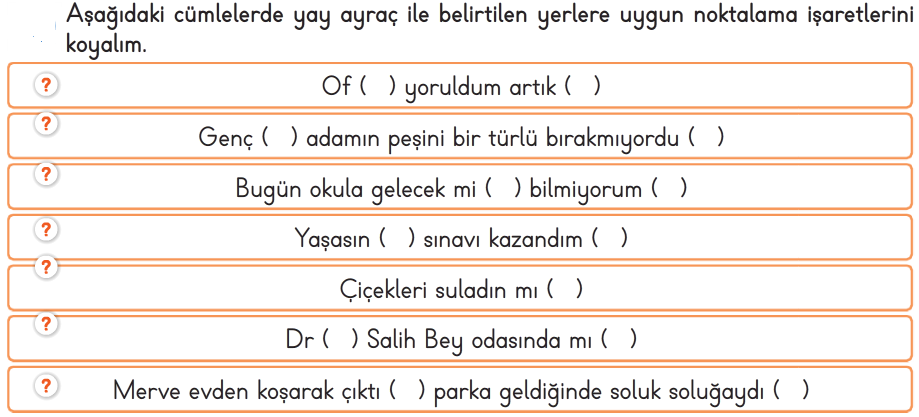 Aşağıdaki cümlelerde yay ayraç ile belirtilen yerlere uygun noktalama işaretlerini
koyalım.
? Of ( ) yoruldum artık ( )
? Genç ( ) adamın peşini bir türlü bırakmıyordu ( )
? Bugün okula gelecek mi ( ) bilmiyorum ( )
? Yaşasın ( ) sınavı kazandım ( )
? Çiçekleri suladın mı ( )
? Dr ( ) Salih Bey odasında mı ( )
? Merve evden koşarak çıktı ( ) parka geldiğinde soluk soluğaydı ( )